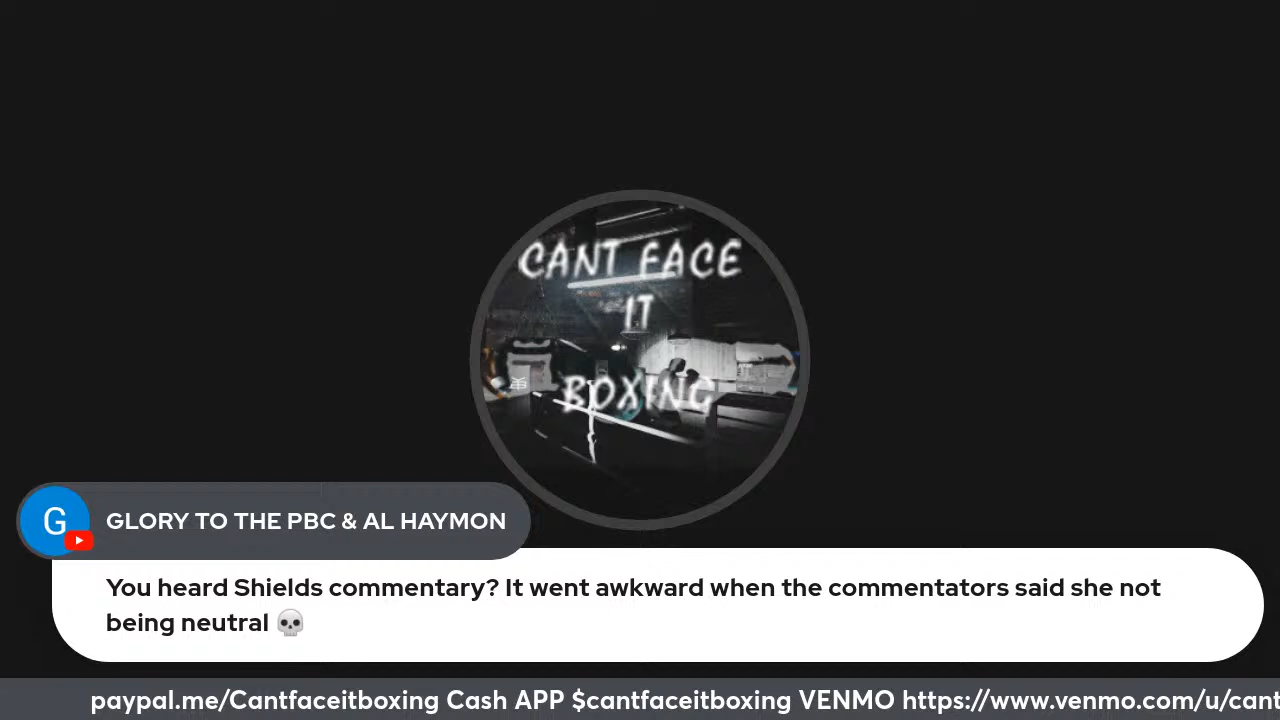 CANT FACE
IT
BOXING
G
GLORY TO THE PBC & AL HAYMON
You heard Shields commentary? It went awkward when the commentators said she not
being neutral 💀
paypal.me/Cantfaceitboxing Cash APP $cantfaceitboxing VENMO https://www.venmo.com/u/cant